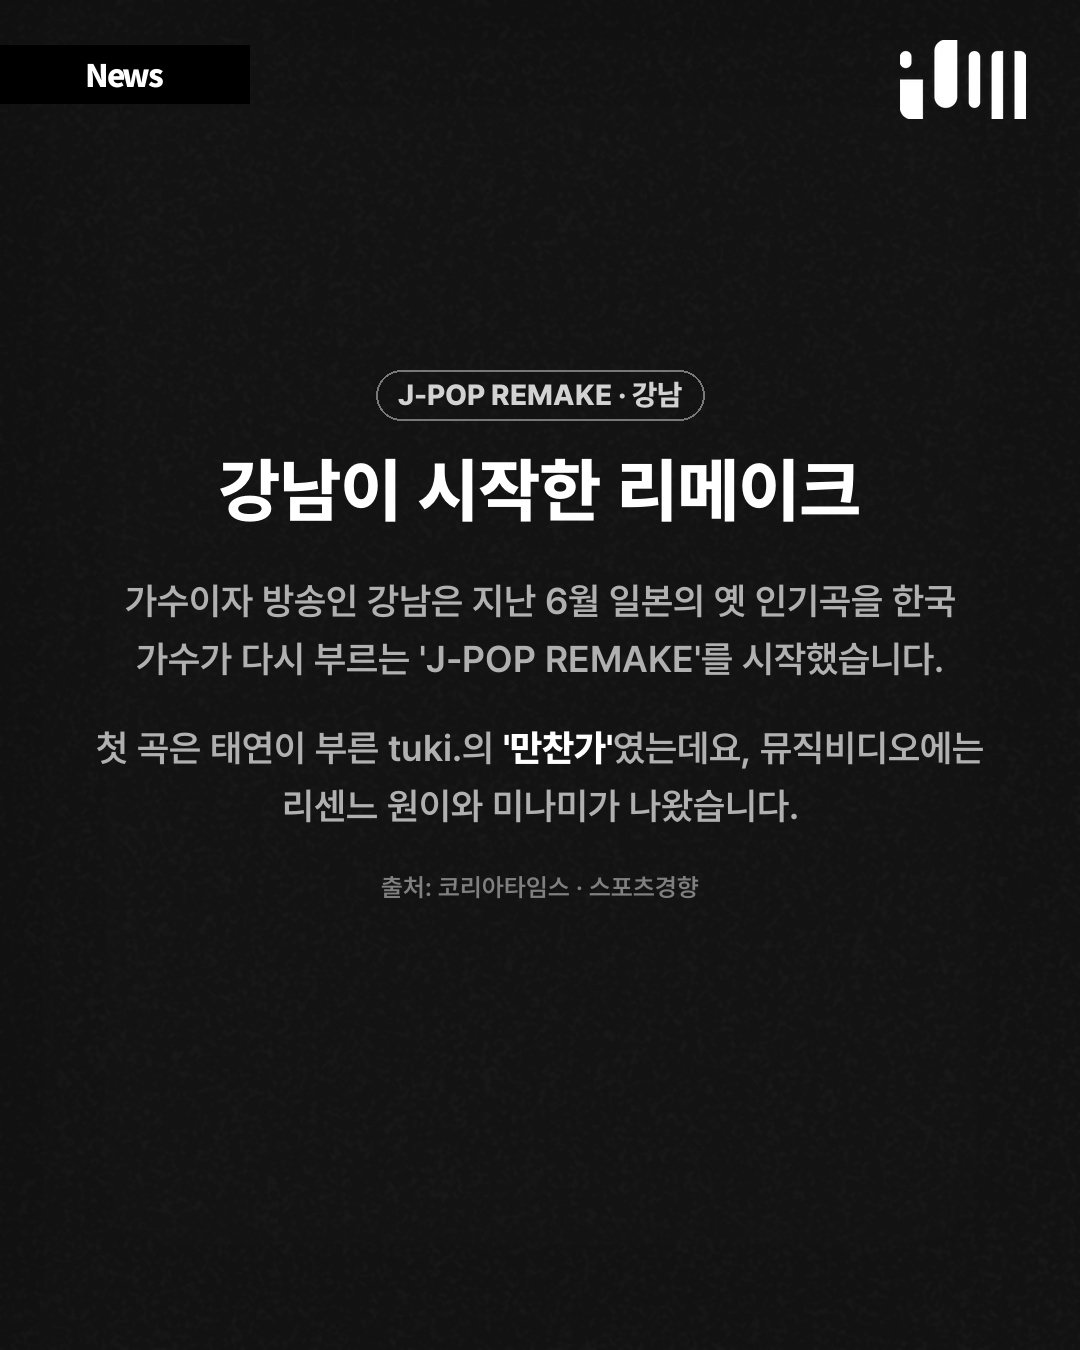 News
J-POP REMAKE · 강남
강남이 시작한 리메이크
가수이자 방송인 강남은 지난 6월 일본의 옛 인기곡을 한국
가수가 다시 부르는 'J-POP REMAKE'를 시작했습니다.
첫 곡은 태연이 부른 tuki.의 '만찬가'였는데요, 뮤직비디오에는
리센느 원이와 미나미가 나왔습니다.
출처: 코리아타임스 · 스포츠경향